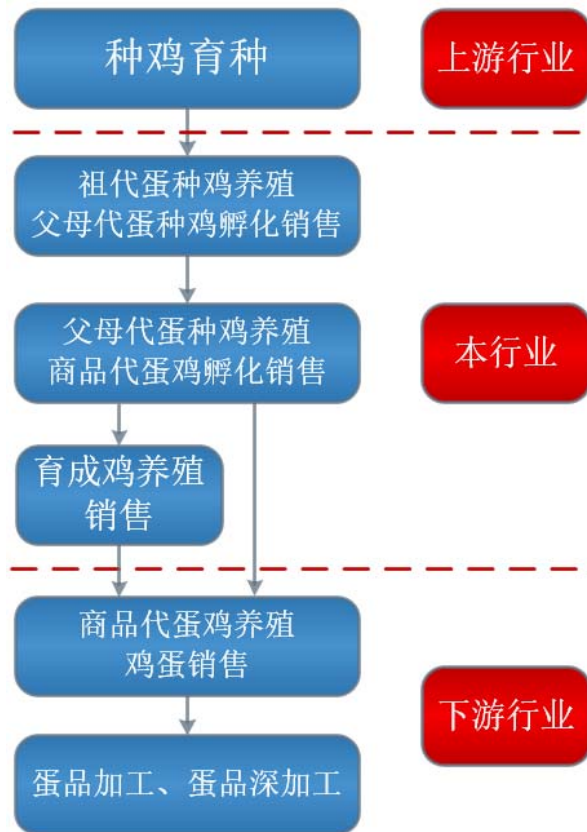 种鸡育种
上游行业
祖代蛋种鸡养殖
父母代蛋种鸡孵化销售
父母代蛋种鸡养殖
商品代蛋鸡孵化销售
本行业
育成鸡养殖
销售
商品代蛋鸡养殖
鸡蛋销售
下游行业
蛋品加工、蛋品深加工